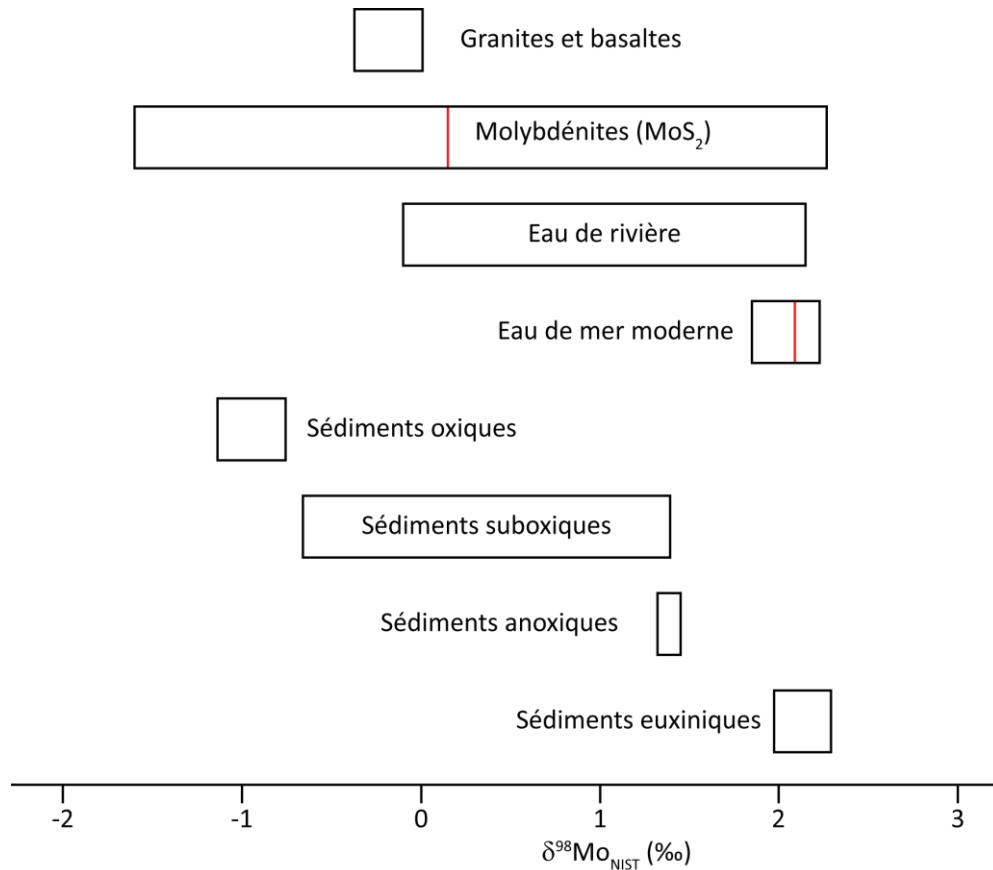 Granites et basaltes
Molybdénites (MoS₂)
Eau de rivière
Eau de mer moderne
Sédiments oxiques
Sédiments suboxiques
Sédiments anoxiques
Sédiments euxiniques
-2 -1 0 1 2 3
δ⁹⁸Mo_NIST (‰)